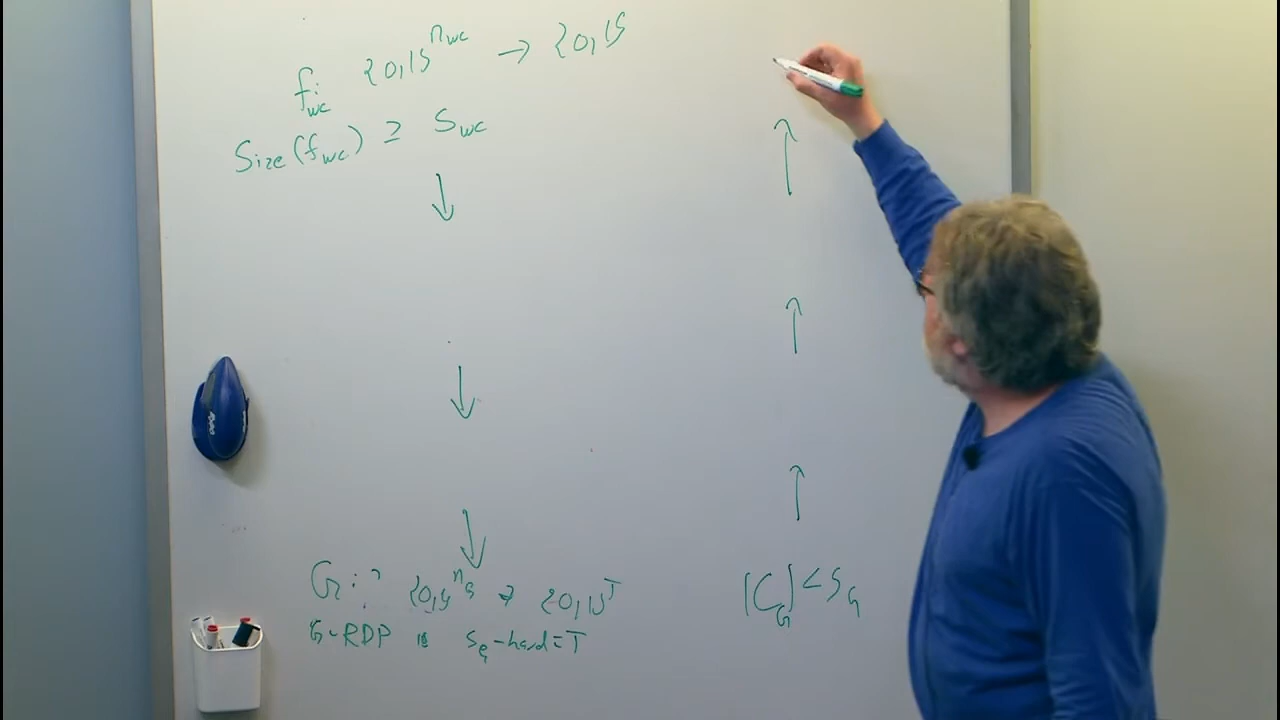 f_wc: {0,1}^n_wc → {0,1}
Size(f_wc) ≥ S_wc
↓ ↑
↓ ↑
↓ ↑
G: {0,1}^n_G → {0,1}^T |C_G| < S_G
G-RDP is S_G-hard = T